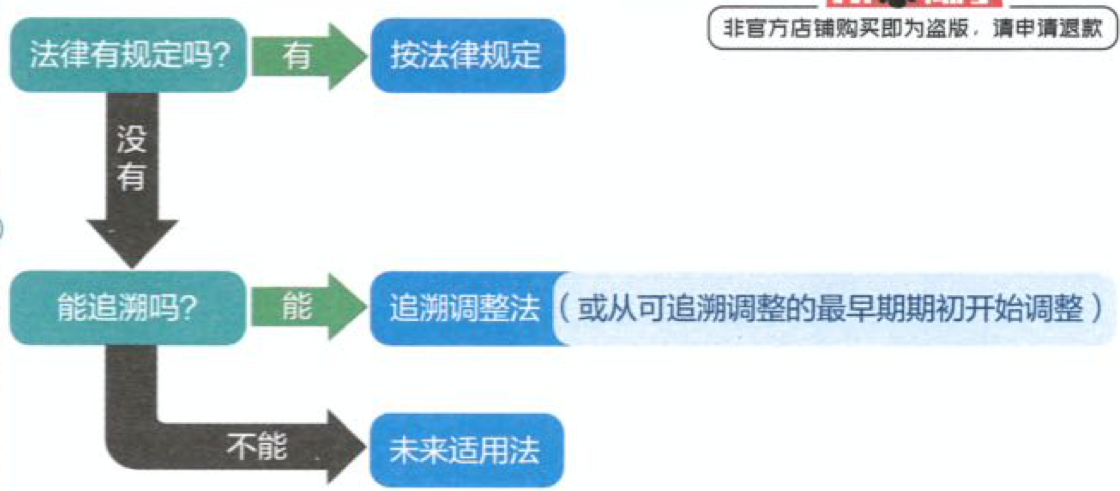 非官方店铺购买即为盗版,请申请退款
法律有规定吗?
有
按法律规定
没有
能追溯吗?
能
追溯调整法(或从可追溯调整的最早期期初开始调整)
不能
未来适用法